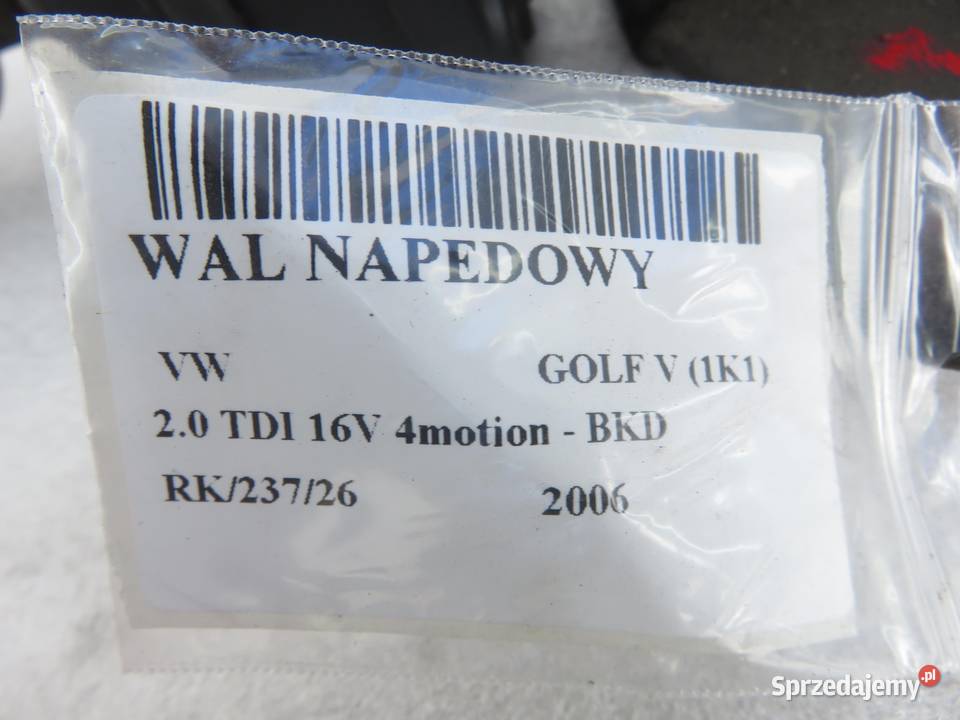 WAL NAPEDOWY
VW GOLF V (1K1)
2.0 TDI 16V 4motion - BKD
RK/237/26 2006
Sprzedajemy.pl